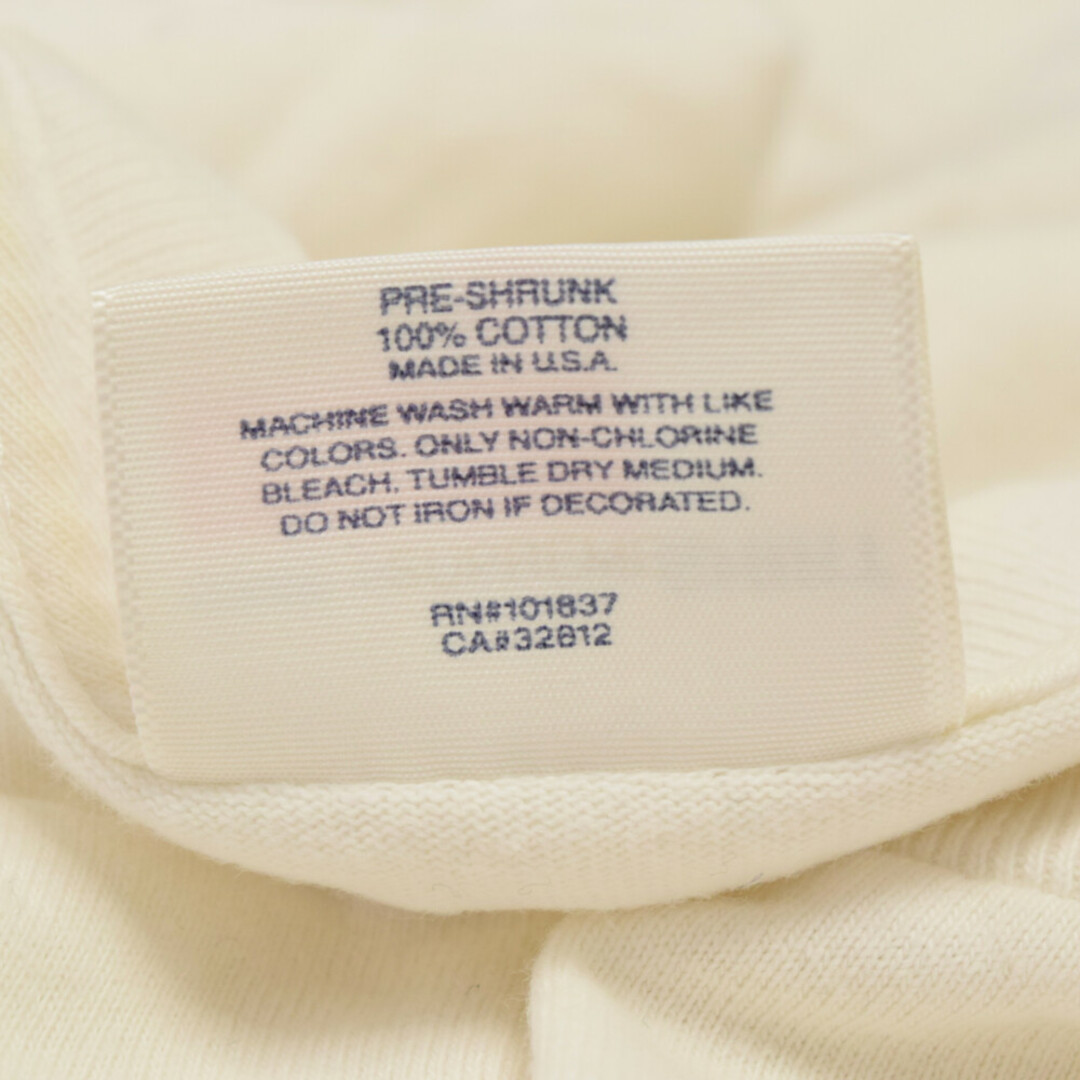 PRE-SHRUNK
100% COTTON
MADE IN U.S.A.
MACHINE WASH WARM WITH LIKE
COLORS. ONLY NON-CHLORINE
BLEACH. TUMBLE DRY MEDIUM.
DO NOT IRON IF DECORATED.
RN#101837
CA#32612